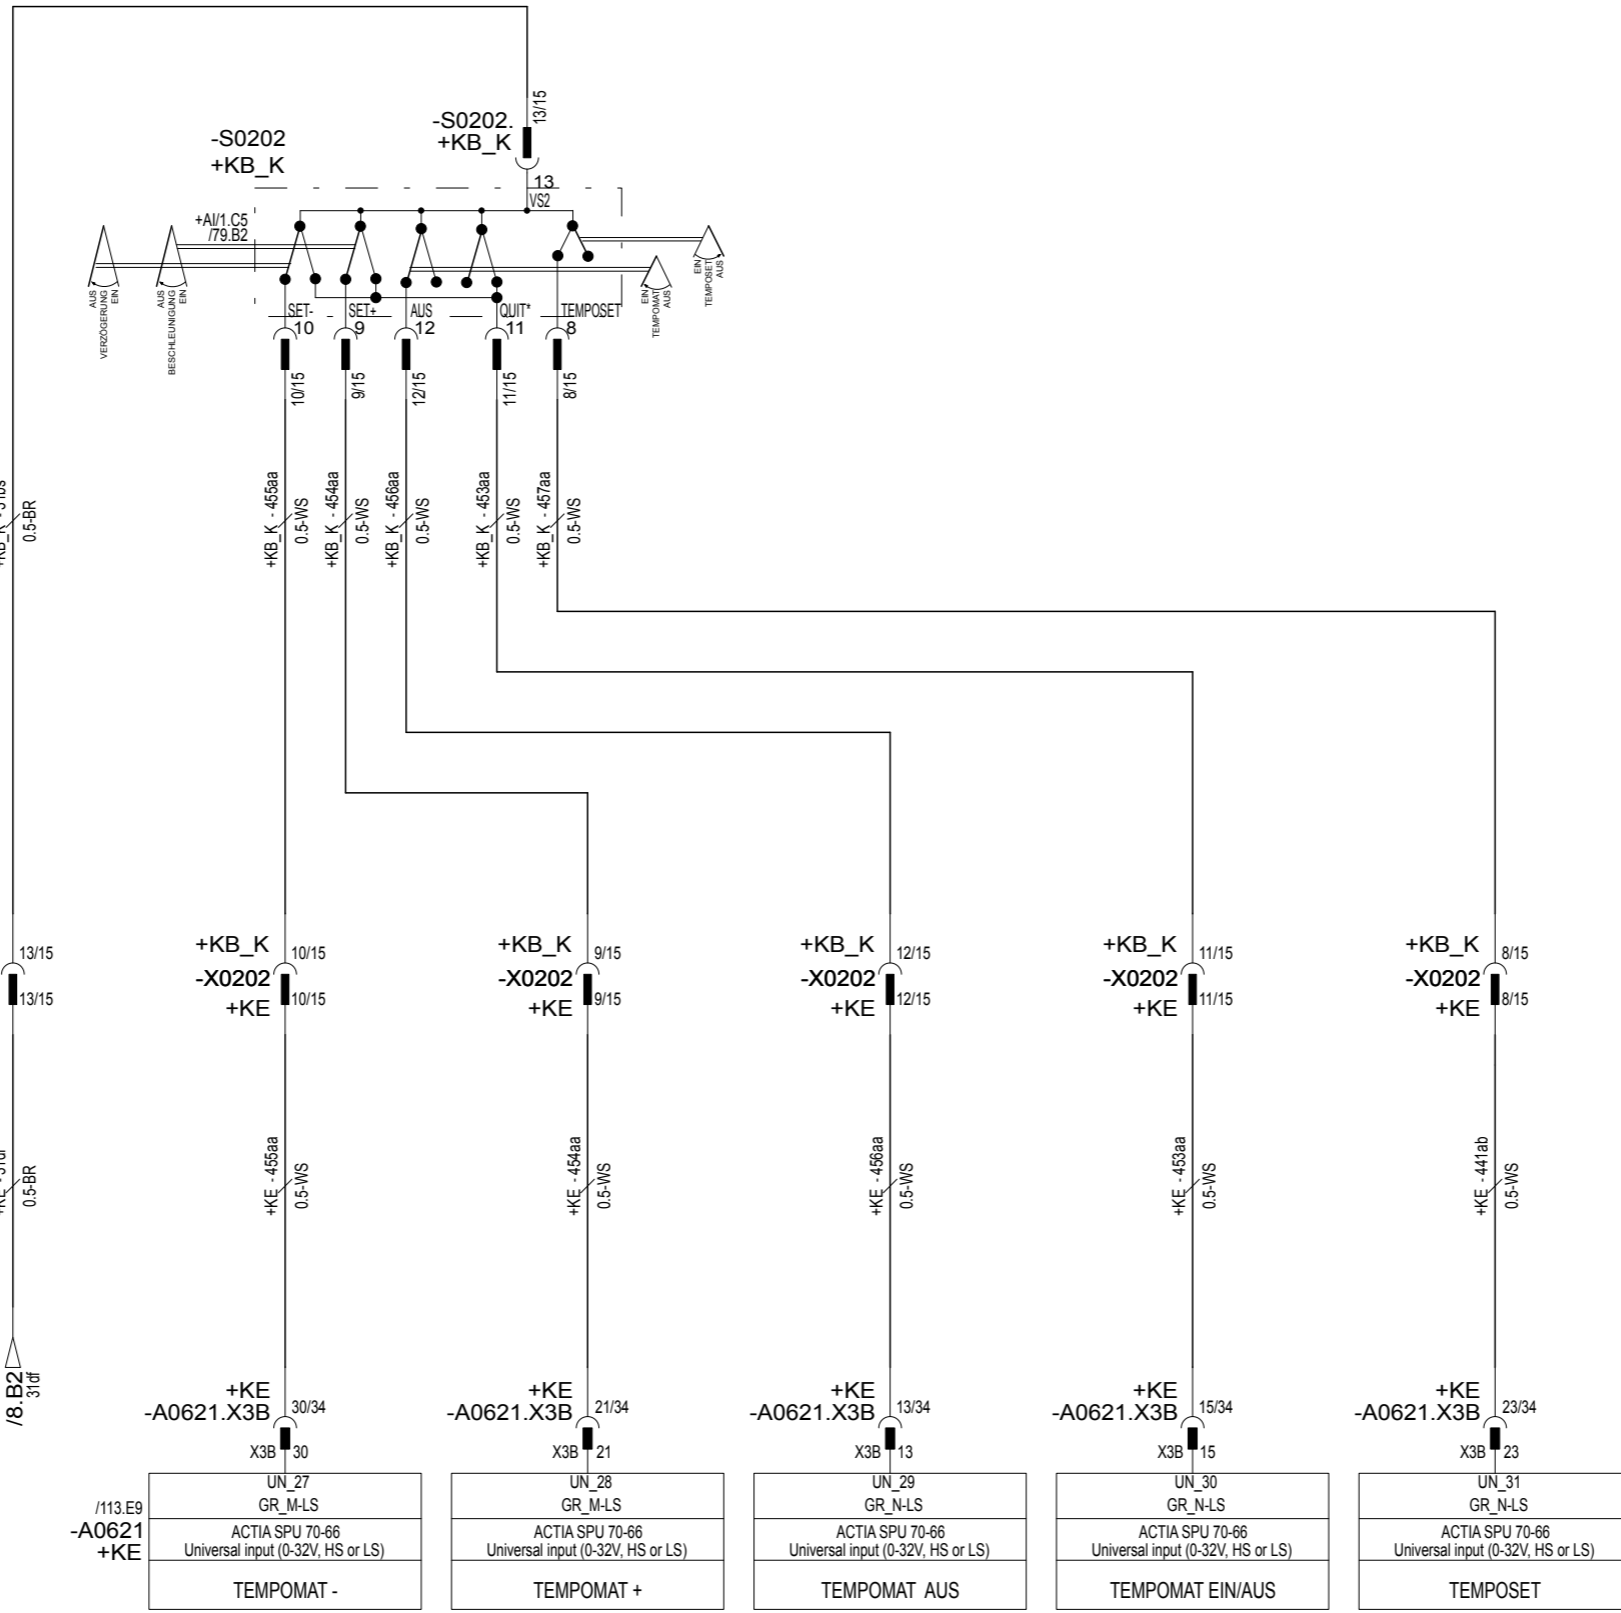 -S0202
+KB_K
-S0202.
+KB_K
13/15
13
VS2
+AI/1.C5
/79.B2
AUS
VERZÖGERUNG
EIN
AUS
BESCHLEUNIGUNG
EIN
EIN
TEMPOMAT
AUS
EIN
TEMPOSET
AUS
SET-
10
SET+
9
AUS
12
QUIT*
11
TEMPOSET
8
10/15
9/15
12/15
11/15
8/15
0.5-BR
+KB_K - 455aa
0.5-WS
+KB_K - 454aa
0.5-WS
+KB_K - 456aa
0.5-WS
+KB_K - 453aa
0.5-WS
+KB_K - 457aa
0.5-WS
13/15
13/15
+KB_K 10/15
-X0202
+KE 10/15
+KB_K 9/15
-X0202
+KE 9/15
+KB_K 12/15
-X0202
+KE 12/15
+KB_K 11/15
-X0202
+KE 11/15
+KB_K 8/15
-X0202
+KE 8/15
0.5-BR
+KE - 455aa
0.5-WS
+KE - 454aa
0.5-WS
+KE - 456aa
0.5-WS
+KE - 453aa
0.5-WS
+KE - 441ab
0.5-WS
/8.B2
31df
+KE
-A0621.X3B 30/34
X3B 30
+KE
-A0621.X3B 21/34
X3B 21
+KE
-A0621.X3B 13/34
X3B 13
+KE
-A0621.X3B 15/34
X3B 15
+KE
-A0621.X3B 23/34
X3B 23
/113.E9
-A0621
+KE
UN_27
GR_M-LS
ACTIA SPU 70-66
Universal input (0-32V, HS or LS)
TEMPOMAT -
UN_28
GR_M-LS
ACTIA SPU 70-66
Universal input (0-32V, HS or LS)
TEMPOMAT +
UN_29
GR_N-LS
ACTIA SPU 70-66
Universal input (0-32V, HS or LS)
TEMPOMAT AUS
UN_30
GR_N-LS
ACTIA SPU 70-66
Universal input (0-32V, HS or LS)
TEMPOMAT EIN/AUS
UN_31
GR_N-LS
ACTIA SPU 70-66
Universal input (0-32V, HS or LS)
TEMPOSET